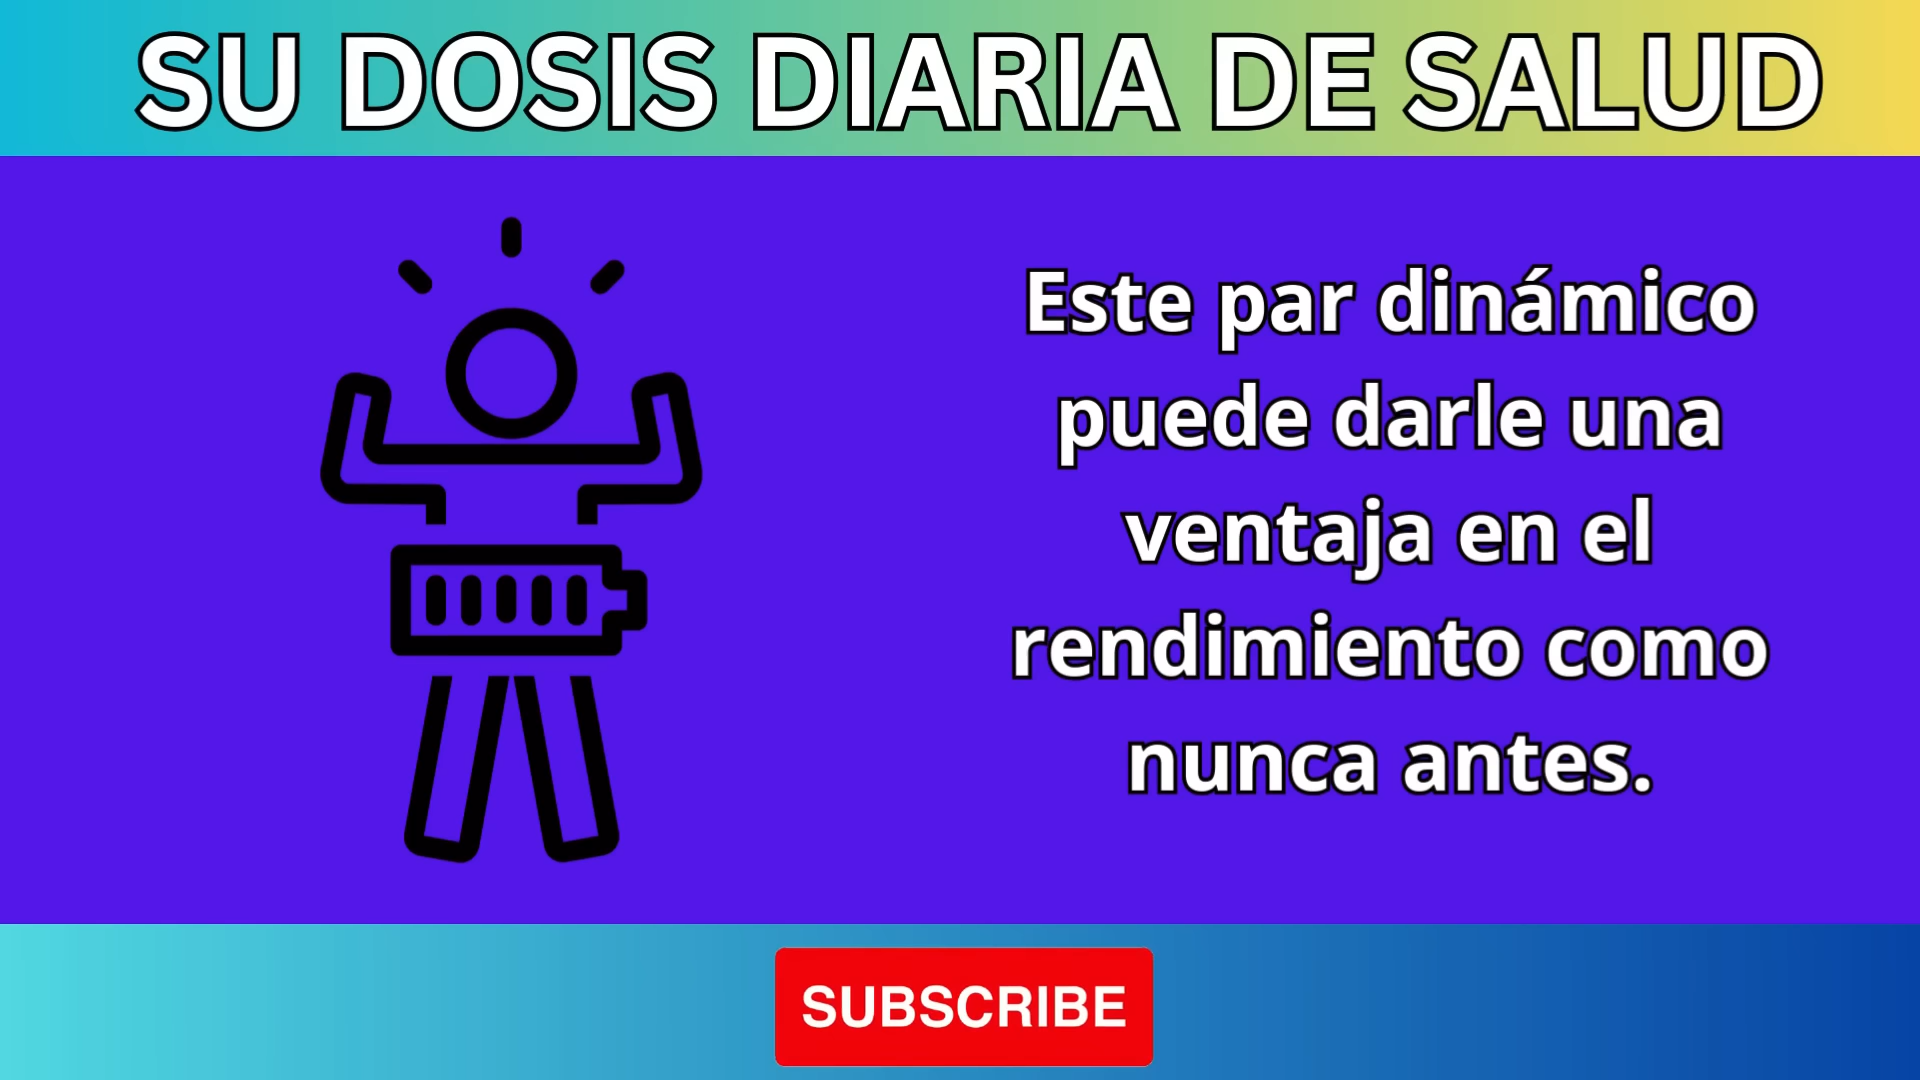 SU DOSIS DIARIA DE SALUD
Este par dinámico
puede darle una
ventaja en el
rendimiento como
nunca antes.
SUBSCRIBE